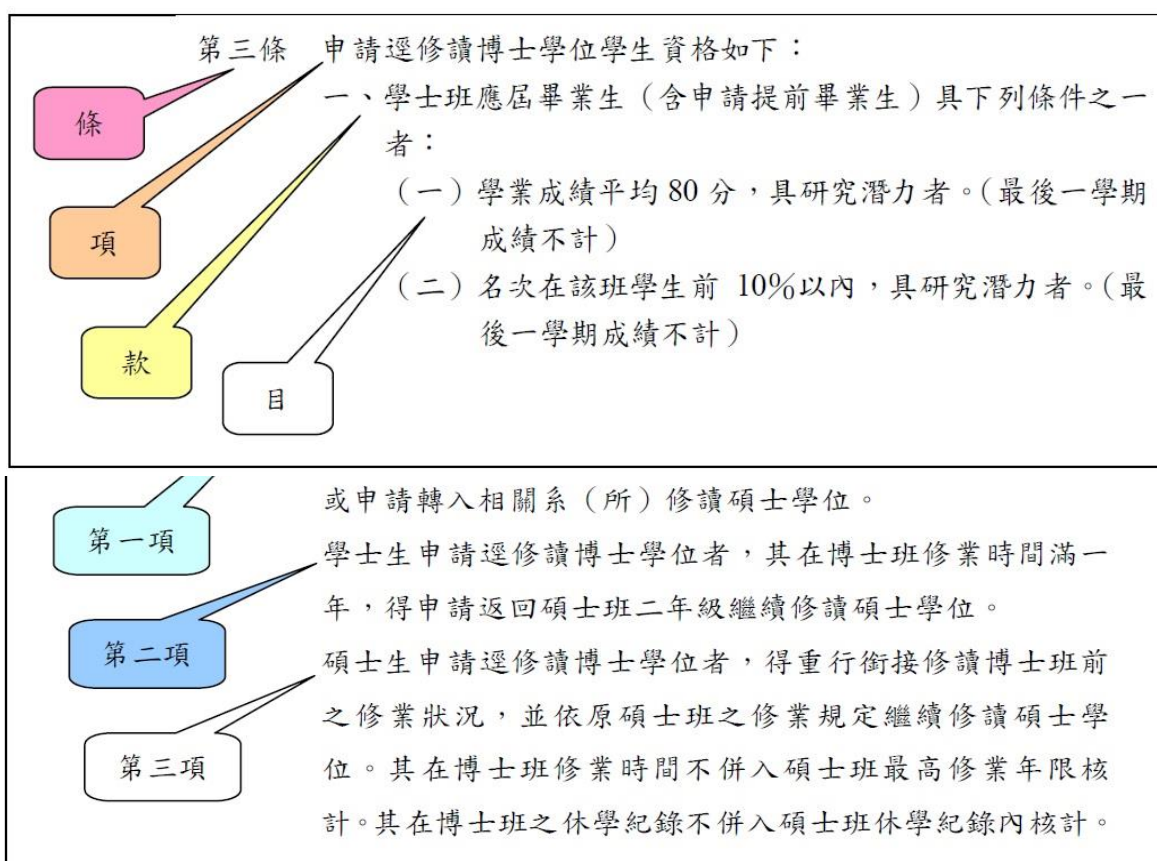 第三條 申請逕修讀博士學位學生資格如下：
條
一、學士班應屆畢業生（含申請提前畢業生）具下列條件之一
者：
（一）學業成績平均 80 分，具研究潛力者。（最後一學期
項
成績不計）
（二）名次在該班學生前 10%以內，具研究潛力者。（最
後一學期成績不計）
款
目
或申請轉入相關系（所）修讀碩士學位。
第一項
學士生申請逕修讀博士學位者，其在博士班修業時間滿一
年，得申請返回碩士班二年級繼續修讀碩士學位。
第二項
碩士生申請逕修讀博士學位者，得重行銜接修讀博士班前
之修業狀況，並依原碩士班之修業規定繼續修讀碩士學
第三項
位。其在博士班修業時間不併入碩士班最高修業年限核
計。其在博士班之休學紀錄不併入碩士班休學紀錄內核計。